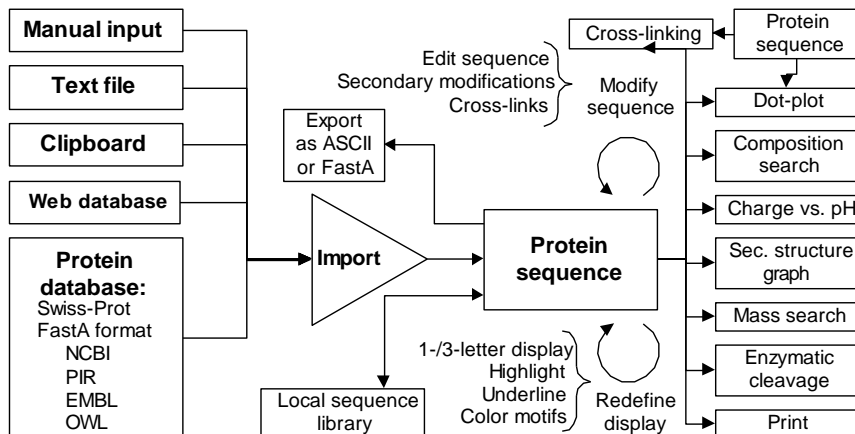 Manual input
Text file
Clipboard
Web database
Protein
database:
Swiss-Prot
FastA format
NCBI
PIR
EMBL
OWL
Export
as ASCII
or FastA
Import
Local sequence
library
Edit sequence
Secondary modifications
Cross-links
Modify
sequence
Protein
sequence
1-/3-letter display
Highlight
Underline
Color motifs
Redefine
display
Cross-linking
Protein
sequence
Dot-plot
Composition
search
Charge vs. pH
Sec. structure
graph
Mass search
Enzymatic
cleavage
Print